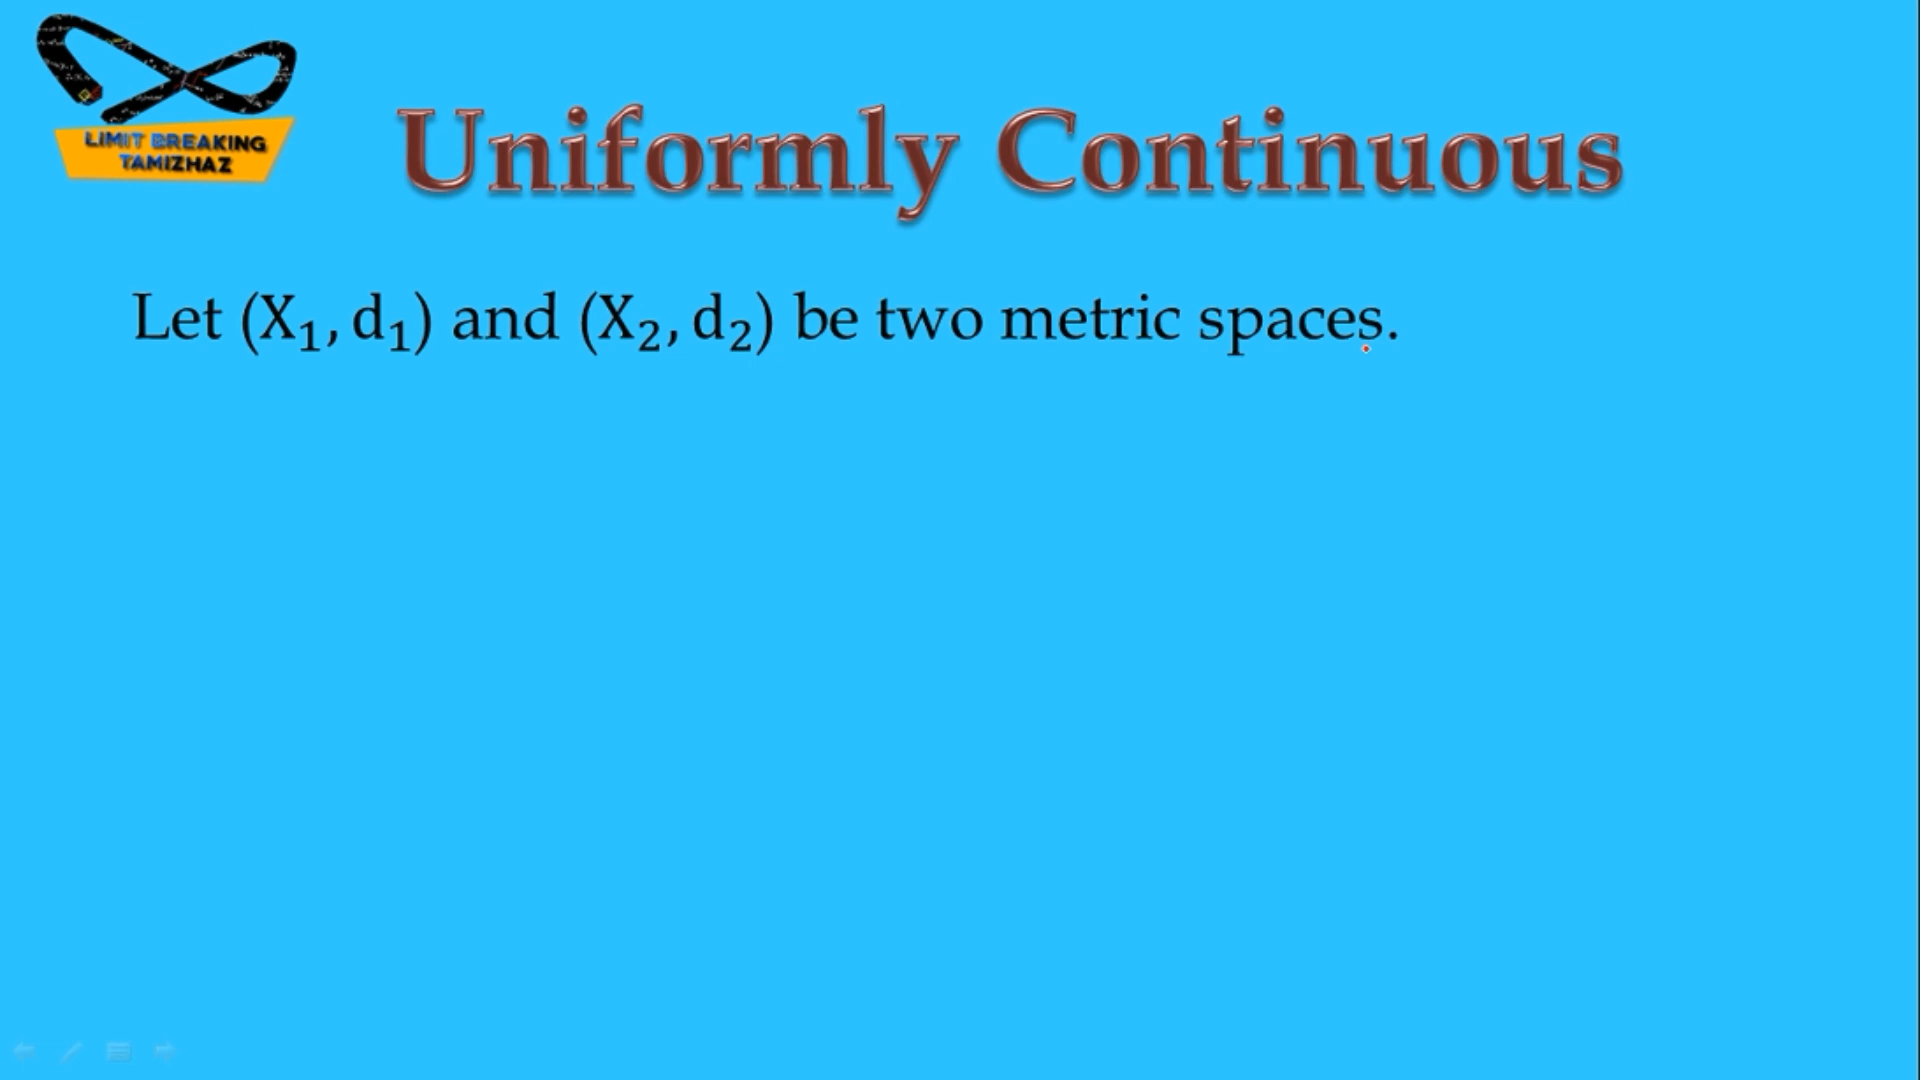 LIMIT BREAKING
TAMIZHAZ
Uniformly Continuous
Let (X₁, d₁) and (X₂, d₂) be two metric spaces.